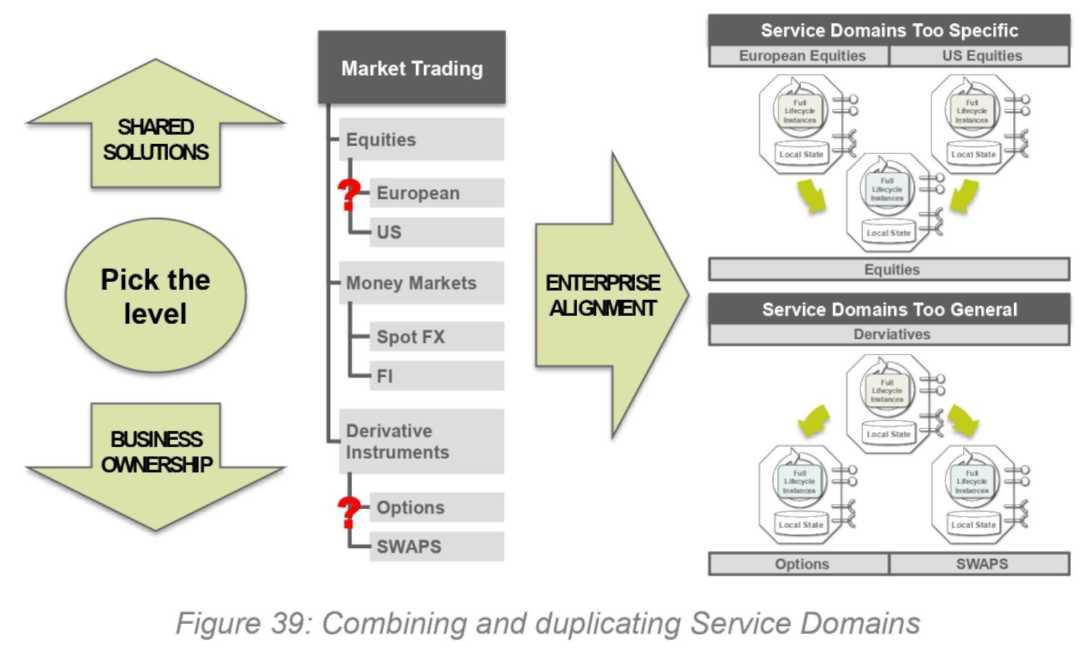 SHARED
SOLUTIONS
Pick the
level
BUSINESS
OWNERSHIP
Market Trading
Equities
?
European
US
Money Markets
Spot FX
FI
Derivative
Instruments
?
Options
SWAPS
ENTERPRISE
ALIGNMENT
Service Domains Too Specific
European Equities US Equities
Full
Lifecycle
Instances
Local State
Full
Lifecycle
Instances
Local State
Full
Lifecycle
Instances
Local State
Equities
Service Domains Too General
Derviatives
Full
Lifecycle
Instances
Local State
Full
Lifecycle
Instances
Local State
Full
Lifecycle
Instances
Local State
Options SWAPS
Figure 39: Combining and duplicating Service Domains